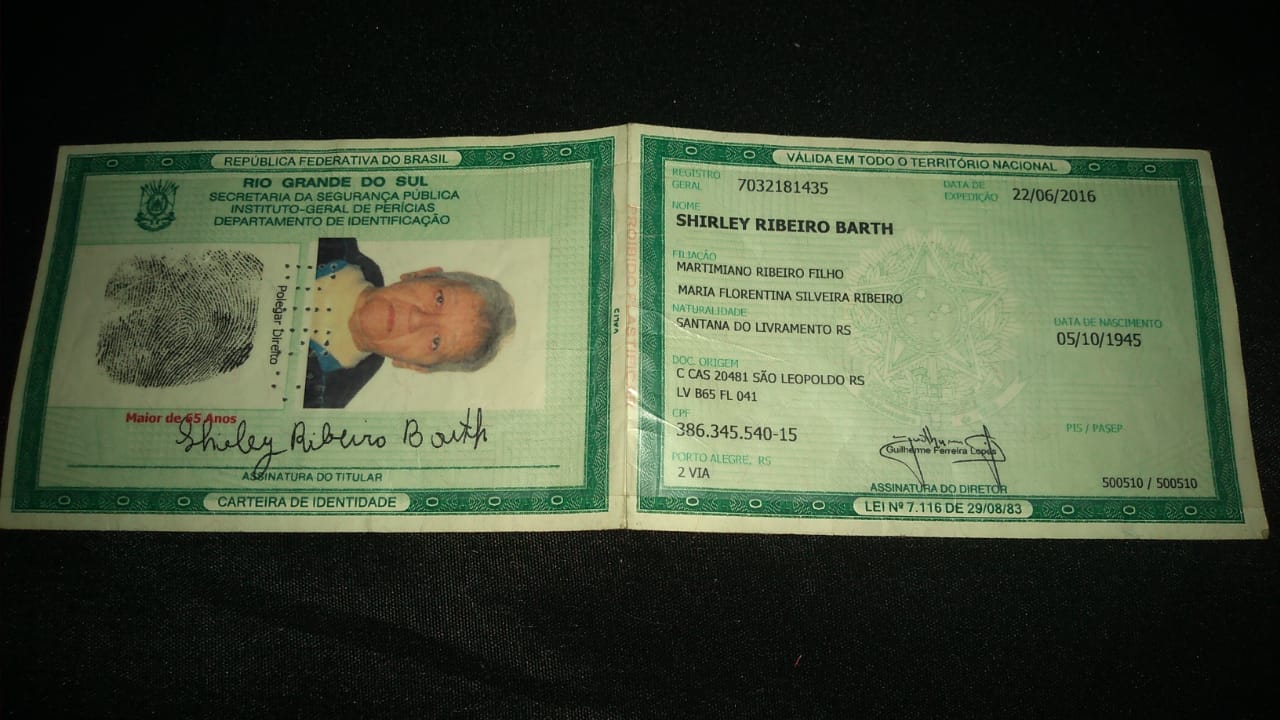 REPÚBLICA FEDERATIVA DO BRASIL
RIO GRANDE DO SUL
SECRETARIA DA SEGURANÇA PÚBLICA
INSTITUTO-GERAL DE PERÍCIAS
DEPARTAMENTO DE IDENTIFICAÇÃO
Polegar Direito
Maior de 65 Anos
Shirley Ribeiro Barth
ASSINATURA DO TITULAR
CARTEIRA DE IDENTIDADE
VÁLIDA EM TODO O TERRITÓRIO NACIONAL
REGISTRO GERAL 7032181435 DATA DE EXPEDIÇÃO 22/06/2016
NOME
SHIRLEY RIBEIRO BARTH
FILIAÇÃO
MARTIMIANO RIBEIRO FILHO
MARIA FLORENTINA SILVEIRA RIBEIRO
NATURALIDADE
SANTANA DO LIVRAMENTO RS
DATA DE NASCIMENTO
05/10/1945
DOC. ORIGEM
C CAS 20481 SÃO LEOPOLDO RS
LV B65 FL 041
CPF
386.345.540-15
PIS / PASEP
PORTO ALEGRE, RS
2 VIA
Guilherme Ferreira Lopes
ASSINATURA DO DIRETOR
500510 / 500510
LEI Nº 7.116 DE 29/08/83